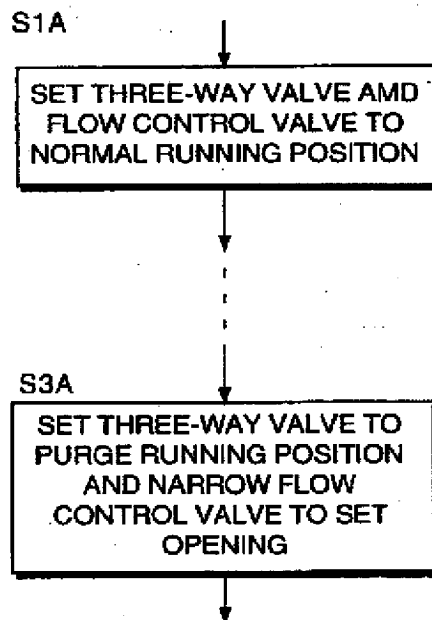 S1A
SET THREE-WAY VALVE AMD
FLOW CONTROL VALVE TO
NORMAL RUNNING POSITION
S3A
SET THREE-WAY VALVE TO
PURGE RUNNING POSITION
AND NARROW FLOW
CONTROL VALVE TO SET
OPENING